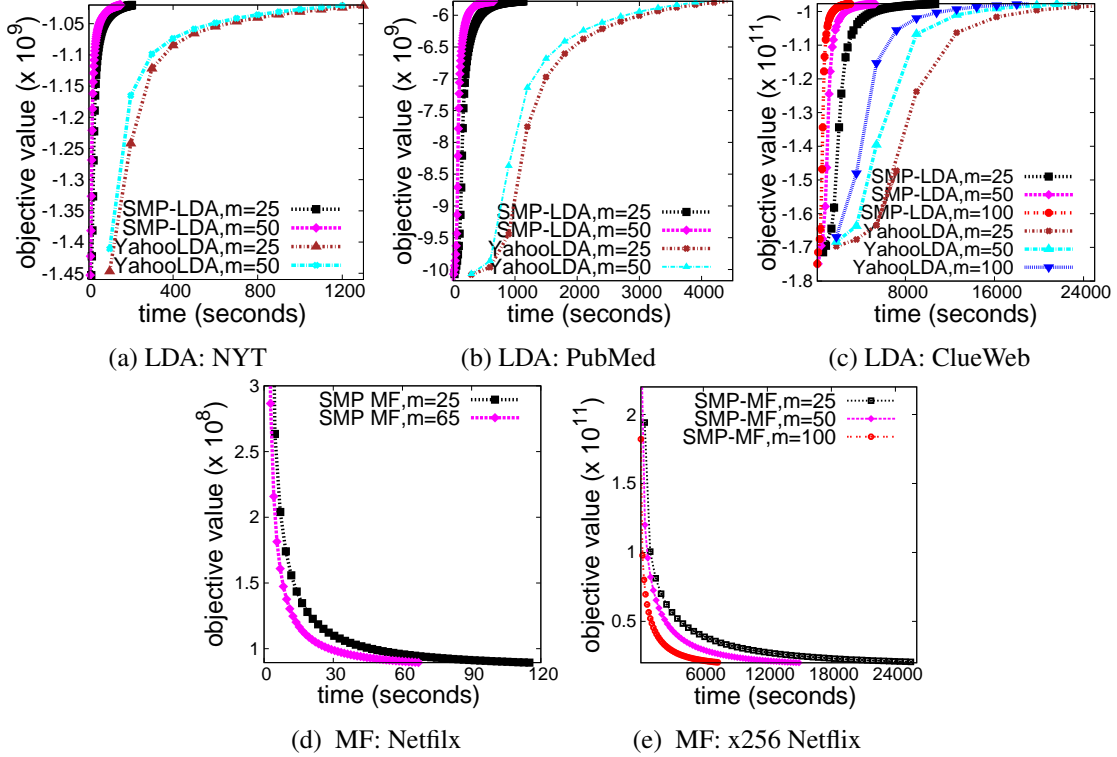 objective value (x 10^9)
-1.05
-1.1
-1.15
-1.2
-1.25
-1.3
-1.35
-1.4
-1.45
SMP-LDA,m=25
SMP-LDA,m=50
YahooLDA,m=25
YahooLDA,m=50
0 400 800 1200
time (seconds)
(a) LDA: NYT
objective value (x 10^9)
-6
-6.5
-7
-7.5
-8
-8.5
-9
-9.5
-10
SMP-LDA,m=25
SMP-LDA,m=50
YahooLDA,m=25
YahooLDA,m=50
0 1000 2400 4000
time (seconds)
(b) LDA: PubMed
objective value (x 10^11)
-1
-1.1
-1.2
-1.3
-1.4
-1.5
-1.6
-1.7
-1.8
SMP-LDA,m=25
SMP-LDA,m=50
SMP-LDA,m=100
YahooLDA,m=25
YahooLDA,m=50
YahooLDA,m=100
8000 16000 24000
time (seconds)
(c) LDA: ClueWeb
objective value (x 10^8)
3
2.5
2
1.5
1
SMP MF,m=25
SMP MF,m=65
0 30 60 90 120
time (seconds)
(d) MF: Netfilx
objective value (x 10^11)
2
1
0.5
SMP-MF,m=25
SMP-MF,m=50
SMP-MF,m=100
6000 12000 18000 24000
time (seconds)
(e) MF: x256 Netflix